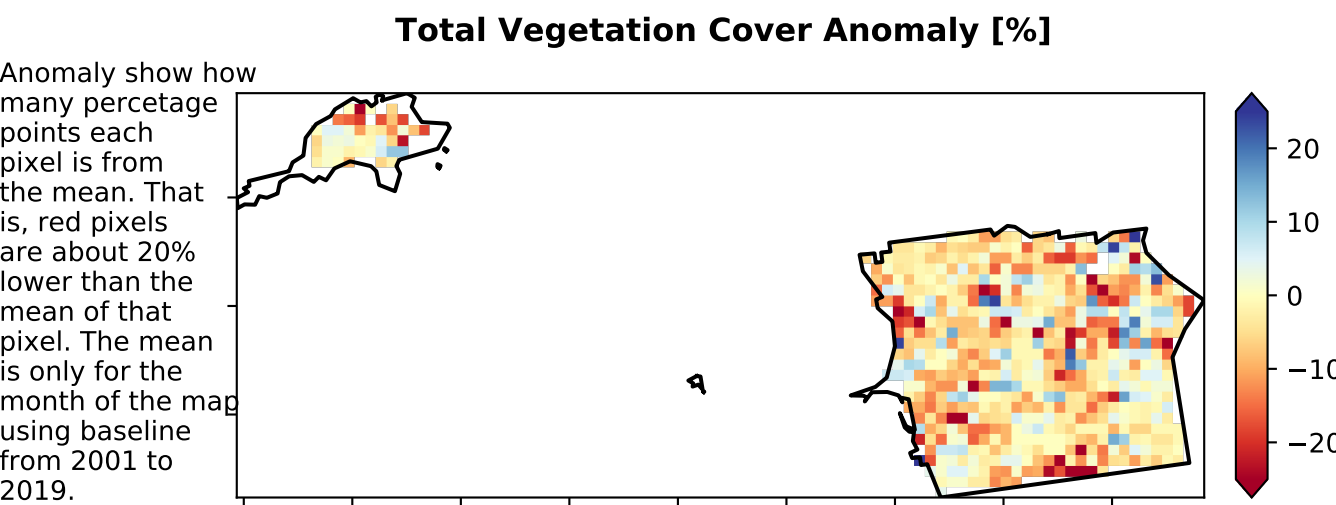 Total Vegetation Cover Anomaly [%]
Anomaly show how
many percetage
points each
pixel is from
the mean. That
is, red pixels
are about 20%
lower than the
mean of that
pixel. The mean
is only for the
month of the map
using baseline
from 2001 to
2019.
20
10
0
−10
−20